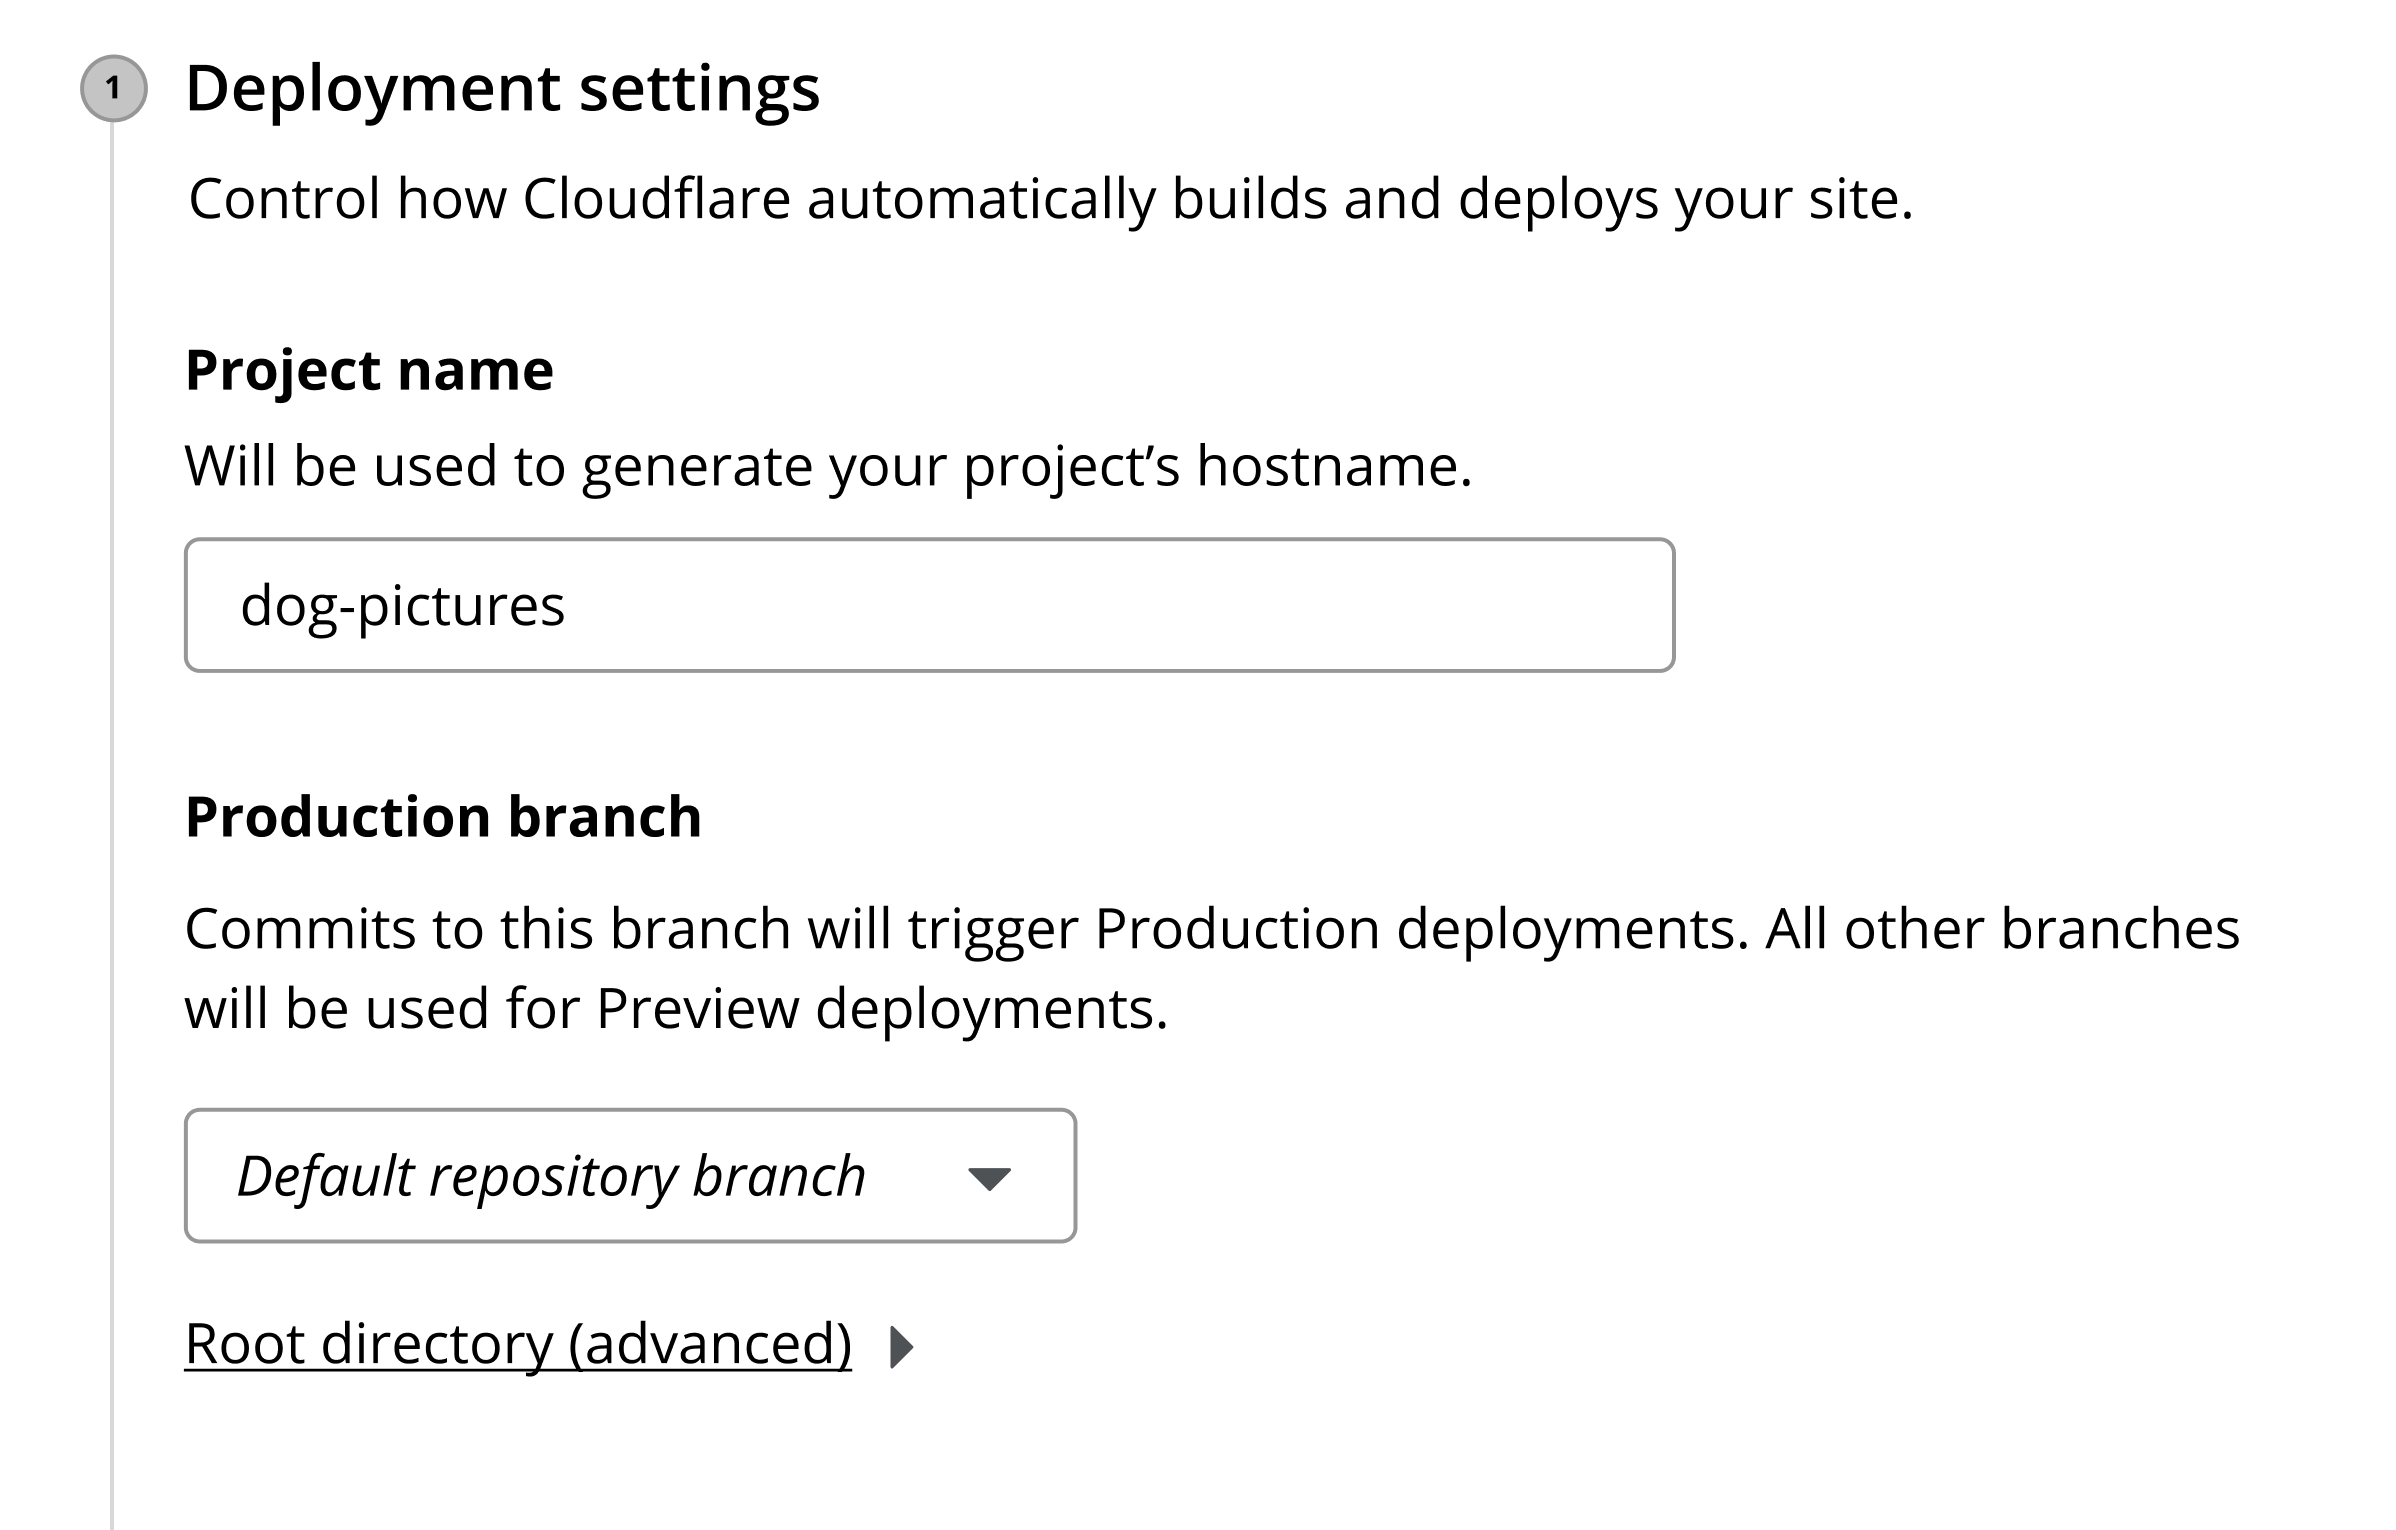 1
Deployment settings
Control how Cloudflare automatically builds and deploys your site.
Project name
Will be used to generate your project’s hostname.
dog-pictures
Production branch
Commits to this branch will trigger Production deployments. All other branches
will be used for Preview deployments.
Default repository branch
Root directory (advanced)